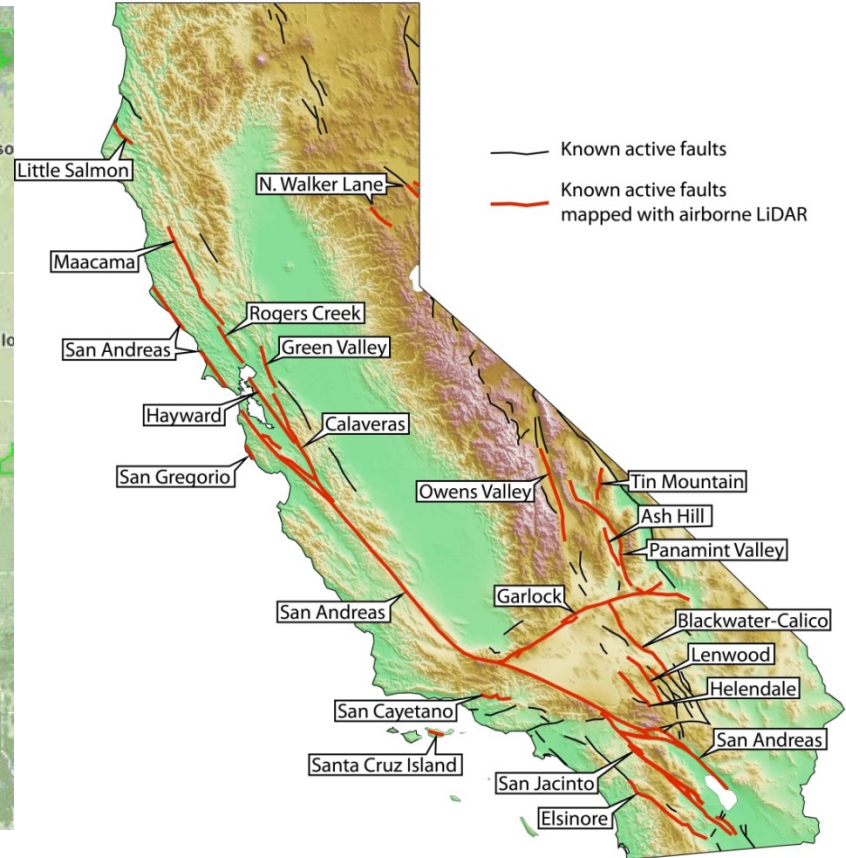 Known active faults
Known active faults
mapped with airborne LiDAR
Little Salmon
N. Walker Lane
Maacama
Rogers Creek
San Andreas
Green Valley
Hayward
Calaveras
San Gregorio
Owens Valley
Tin Mountain
Ash Hill
Panamint Valley
San Andreas
Garlock
Blackwater-Calico
Lenwood
Helendale
San Cayetano
San Andreas
Santa Cruz Island
San Jacinto
Elsinore